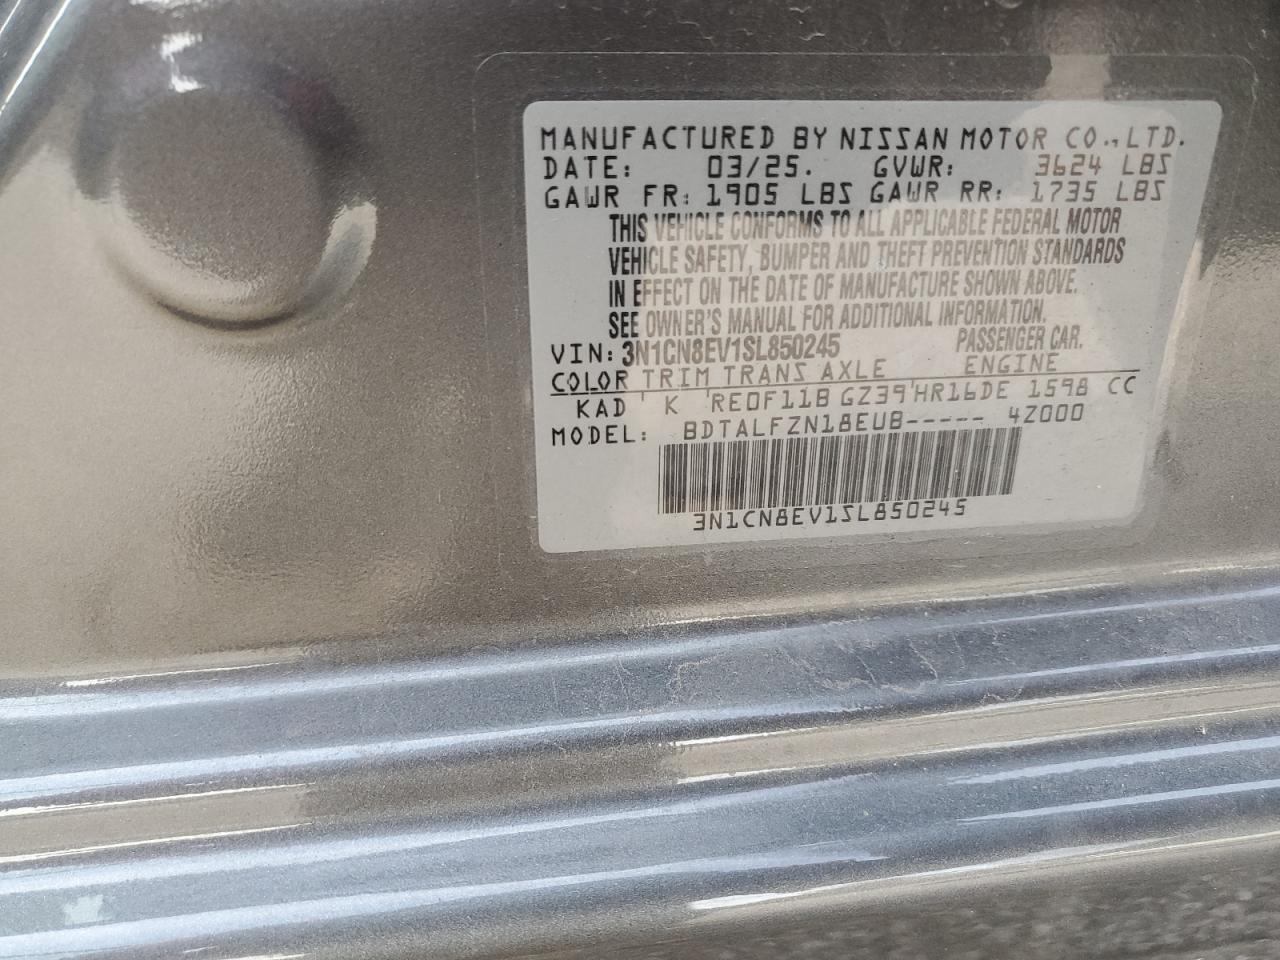 MANUFACTURED BY NISSAN MOTOR CO., LTD.
DATE: 03/25. GVWR: 3624 LBS
GAWR FR: 1905 LBS GAWR RR: 1735 LBS
THIS VEHICLE CONFORMS TO ALL APPLICABLE FEDERAL MOTOR
VEHICLE SAFETY, BUMPER AND THEFT PREVENTION STANDARDS
IN EFFECT ON THE DATE OF MANUFACTURE SHOWN ABOVE.
SEE OWNER'S MANUAL FOR ADDITIONAL INFORMATION.
VIN: 3N1CN8EV1SL850245 PASSENGER CAR.
COLOR TRIM TRANS AXLE ENGINE
KAD ' K 'RE0F11B GZ39'HR16DE 1598 CC
MODEL: BDTALFZN18EUB----- 4Z000
3N1CN8EV1SL850245